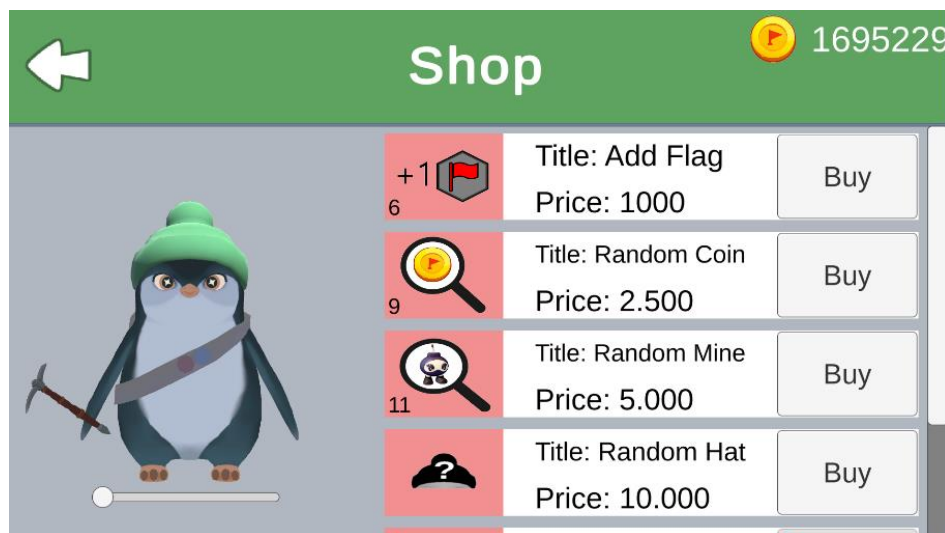 Shop
1695229
+1
6
Title: Add Flag
Price: 1000
Buy
9
Title: Random Coin
Price: 2.500
Buy
11
Title: Random Mine
Price: 5.000
Buy
?
Title: Random Hat
Price: 10.000
Buy